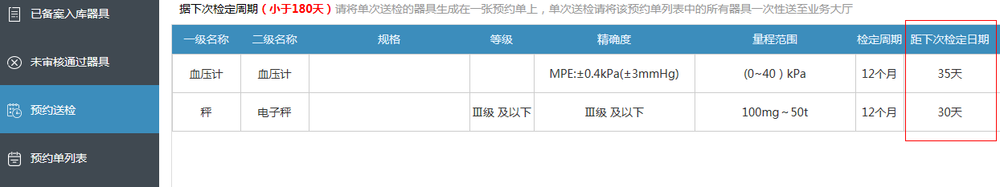 已备案入库器具
未审核通过器具
预约送检
预约单列表
据下次检定周期（小于180天）请将单次送检的器具生成在一张预约单上，单次送检请将该预约单列表中的所有器具一次性送至业务大厅
一级名称 二级名称 规格 等级 精确度 量程范围 检定周期 距下次检定日期
血压计 血压计 MPE:±0.4kPa(±3mmHg) (0~40）kPa 12个月 35天
秤 电子秤 Ⅲ级 及以下 Ⅲ级 及以下 100mg～50t 12个月 30天